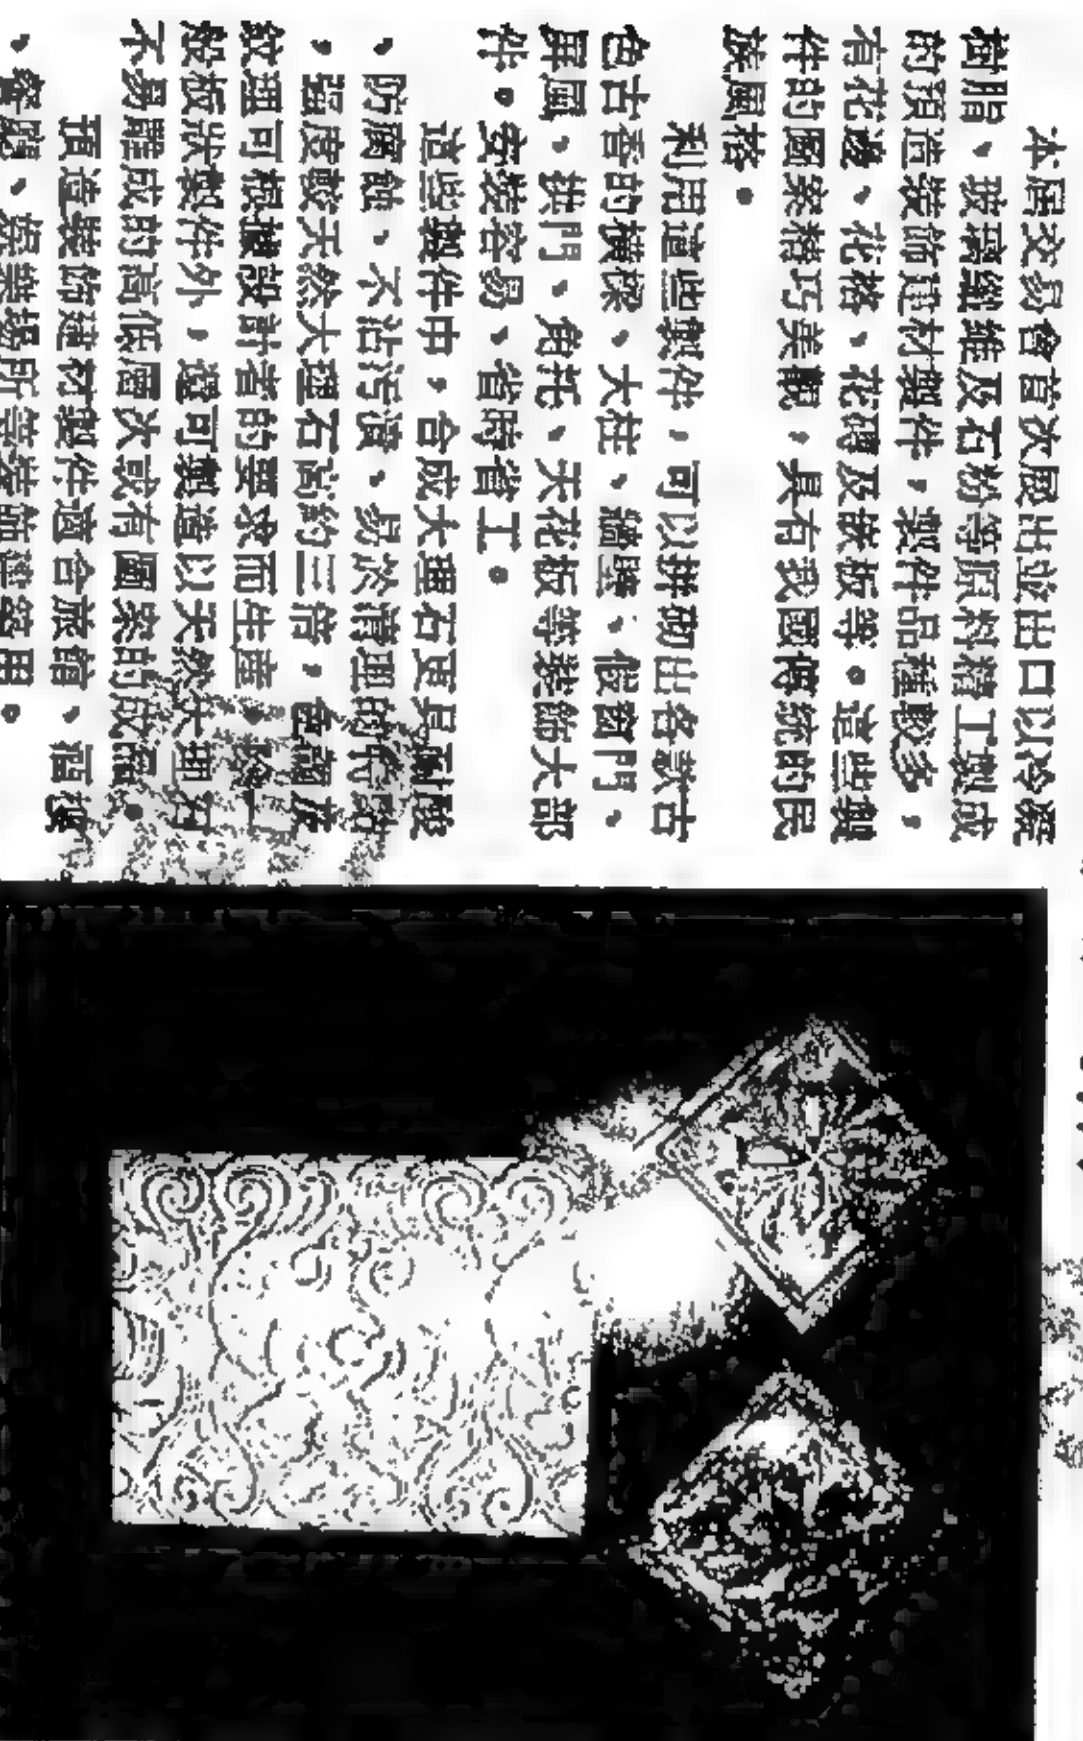 本屆交易會首次展出並出口以冷凝
樹脂、玻璃纖維及石粉等原料精工製成
的預造裝飾建材製件,製件品種較多,
有花邊、花格、花磚及嵌板等。這些製
件的圖案精巧美觀,具有我國傳統的民
族風格。
利用這些製件,可以拼砌出各款古
色古香的橫樑、大柱、牆壁、假窗門、
屏風、拱門、角托、天花板等裝飾大部
件。安裝容易、省時省工。
這些製件中,合成大理石更具耐酸
、防腐蝕、不沾污漬、易於清理的優點
,強度較天然大理石高約三倍,色調及
紋理可根據設計者的要求而生產。除一
般板狀製件外,還可製造以天然大理石
不易雕成的高低層次或有圖案的成品。
預造裝飾建材製件適合旅館、酒樓
、餐廳、娛樂場所等裝飾建築用。